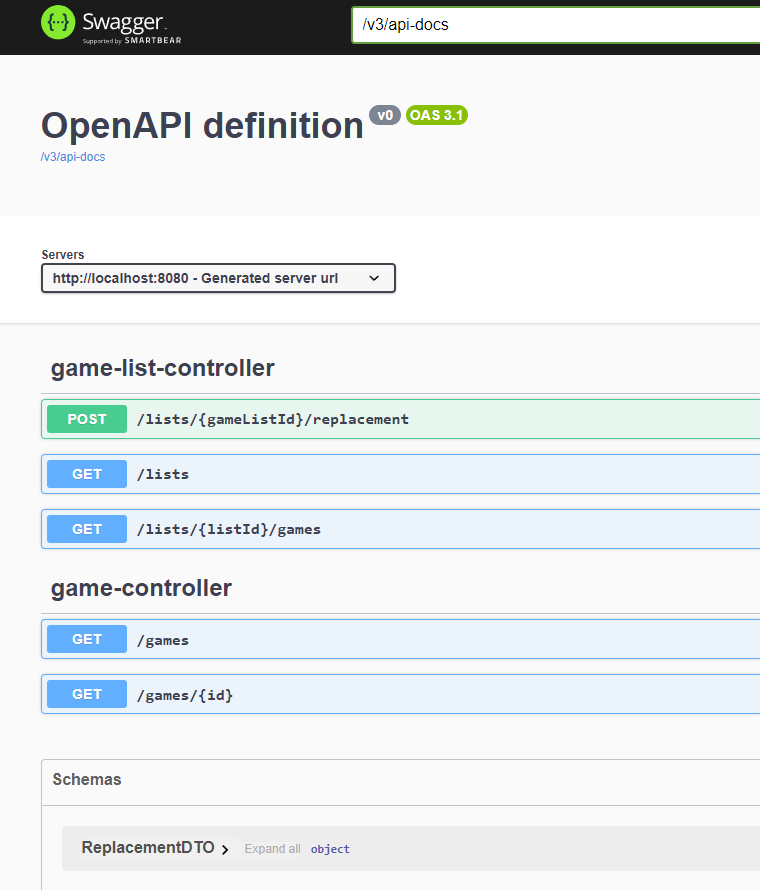 {···} Swagger.
Supported by SMARTBEAR
/v3/api-docs
OpenAPI definition v0 OAS 3.1
/v3/api-docs
Servers
http://localhost:8080 - Generated server url
game-list-controller
POST /lists/{gameListId}/replacement
GET /lists
GET /lists/{listId}/games
game-controller
GET /games
GET /games/{id}
Schemas
ReplacementDTO Expand all object